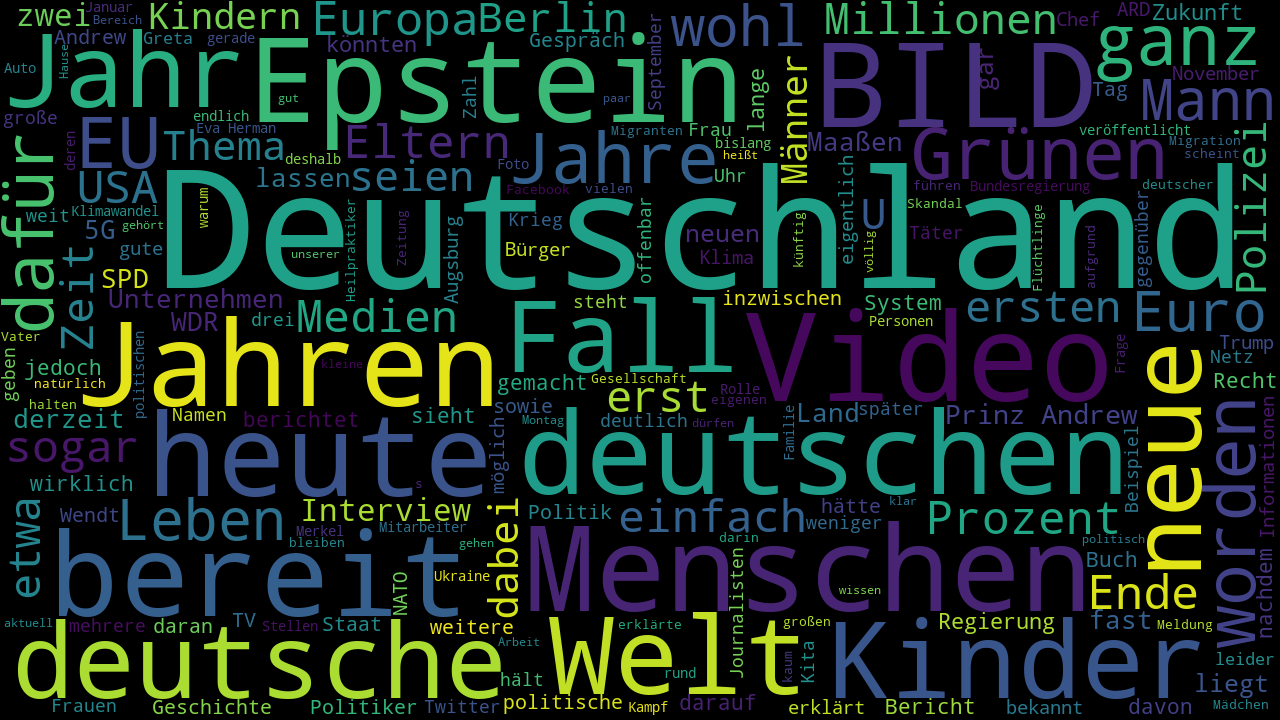 zwei Januar Bereich Kindern Europa Berlin wohl Millionen Chef ARD Zukunft
Jahr Andrew Greta gerade könnten Gespräch September BILD ganz
Auto Hause Epstein Zahl lange Männer gar Tag November Mann
große endlich gut paar
dafür deren EU Thema Eva Herman Eltern Jahre Migranten Frau bislang heißt Maaßen Grünen veröffentlicht Migration scheint Polizei
USA deshalb lassen seien Foto Facebook vielen Uhr eigentlich führen Bundesregierung deutscher
weit Klimawandel gehört 5G gute Zeit warum Deutschland unserer Heilpraktiker Zeitung Augsburg Krieg Bürger offenbar neuen Klima künftig völlig U Skandal Täter Flüchtlinge aufgrund gegenüber
SPD Unternehmen WDR drei Medien Fall steht inzwischen System Personen ersten Euro
Vater geben jedoch natürlich halten politischen Jahren kleine gemacht Gesellschaft erst Video Rolle eigenen Frage neue Trump Netz Recht
derzeit Namen berichtet sieht sowie Montag deutlich dürfen Familie Land später Prinz Andrew
sogar heute möglich deutschen Beispiel worden Informationen
wirklich s klar
etwa Wendt Leben Interview Merkel Mitarbeiter bleiben gehen dabei Politik einfach hätte weniger Prozent darin politisch Buch
bereit Ukraine NATO Menschen wissen Ende nachdem
aktuell mehrere daran TV Stellen Staat weitere Arbeit erklärte großen Journalisten Regierung fast Meldung
deutsche hält Welt rund kaum Kita Kinder leider liegt
Frauen Geschichte Politiker Twitter politische Kampf darauf erklärt Bericht bekannt davon Mädchen